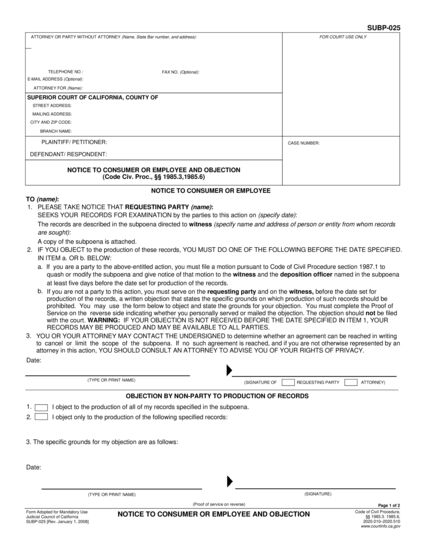 SUBP-025
ATTORNEY OR PARTY WITHOUT ATTORNEY (Name, State Bar number, and address):
FOR COURT USE ONLY
TELEPHONE NO.:
FAX NO. (Optional):
E-MAIL ADDRESS (Optional):
ATTORNEY FOR (Name):
SUPERIOR COURT OF CALIFORNIA, COUNTY OF
STREET ADDRESS:
MAILING ADDRESS:
CITY AND ZIP CODE:
BRANCH NAME:
PLAINTIFF/ PETITIONER:
CASE NUMBER:
DEFENDANT/ RESPONDENT:
NOTICE TO CONSUMER OR EMPLOYEE AND OBJECTION
(Code Civ. Proc., §§ 1985.3,1985.6)
NOTICE TO CONSUMER OR EMPLOYEE
TO (name):
1. PLEASE TAKE NOTICE THAT REQUESTING PARTY (name):
SEEKS YOUR RECORDS FOR EXAMINATION by the parties to this action on (specify date):
The records are described in the subpoena directed to witness (specify name and address of person or entity from whom records
are sought):
A copy of the subpoena is attached.
2. IF YOU OBJECT to the production of these records, YOU MUST DO ONE OF THE FOLLOWING BEFORE THE DATE SPECIFIED.
IN ITEM a. OR b. BELOW:
a. If you are a party to the above-entitled action, you must file a motion pursuant to Code of Civil Procedure section 1987.1 to
quash or modify the subpoena and give notice of that motion to the witness and the deposition officer named in the subpoena
at least five days before the date set for production of the records.
b. If you are not a party to this action, you must serve on the requesting party and on the witness, before the date set for
production of the records, a written objection that states the specific grounds on which production of such records should be
prohibited. You may use the form below to object and state the grounds for your objection. You must complete the Proof of
Service on the reverse side indicating whether you personally served or mailed the objection. The objection should not be filed
with the court. WARNING: IF YOUR OBJECTION IS NOT RECEIVED BEFORE THE DATE SPECIFIED IN ITEM 1, YOUR
RECORDS MAY BE PRODUCED AND MAY BE AVAILABLE TO ALL PARTIES.
3. YOU OR YOUR ATTORNEY MAY CONTACT THE UNDERSIGNED to determine whether an agreement can be reached in writing
to cancel or limit the scope of the subpoena. If no such agreement is reached, and if you are not otherwise represented by an
attorney in this action, YOU SHOULD CONSULT AN ATTORNEY TO ADVISE YOU OF YOUR RIGHTS OF PRIVACY.
Date:
(TYPE OR PRINT NAME)
(SIGNATURE OF REQUESTING PARTY ATTORNEY)
OBJECTION BY NON-PARTY TO PRODUCTION OF RECORDS
1. I object to the production of all of my records specified in the subpoena.
2. I object only to the production of the following specified records:
3. The specific grounds for my objection are as follows:
Date:
(TYPE OR PRINT NAME)
(SIGNATURE)
(Proof of service on reverse)
Page 1 of 2
Form Adopted for Mandatory Use
Judicial Council of California
SUBP-025 [Rev. January 1, 2008]
NOTICE TO CONSUMER OR EMPLOYEE AND OBJECTION
Code of Civil Procedure,
§§ 1985.3, 1985.6,
2020.010-2020.510
www.courtinfo.ca.gov